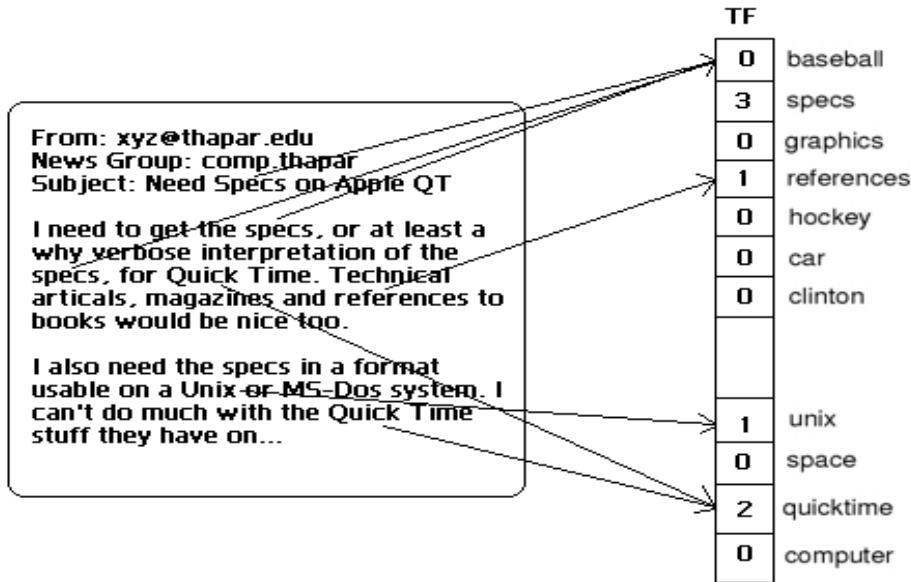 TF
From: xyz@thapar.edu
News Group: comp.thapar
Subject: Need Specs on Apple QT
I need to get the specs, or at least a
why verbose interpretation of the
specs, for Quick Time. Technical
articals, magazines and references to
books would be nice too.
I also need the specs in a format
usable on a Unix or MS-Dos system. I
can't do much with the Quick Time
stuff they have on...
0 baseball
3 specs
0 graphics
1 references
0 hockey
0 car
0 clinton
1 unix
0 space
2 quicktime
0 computer